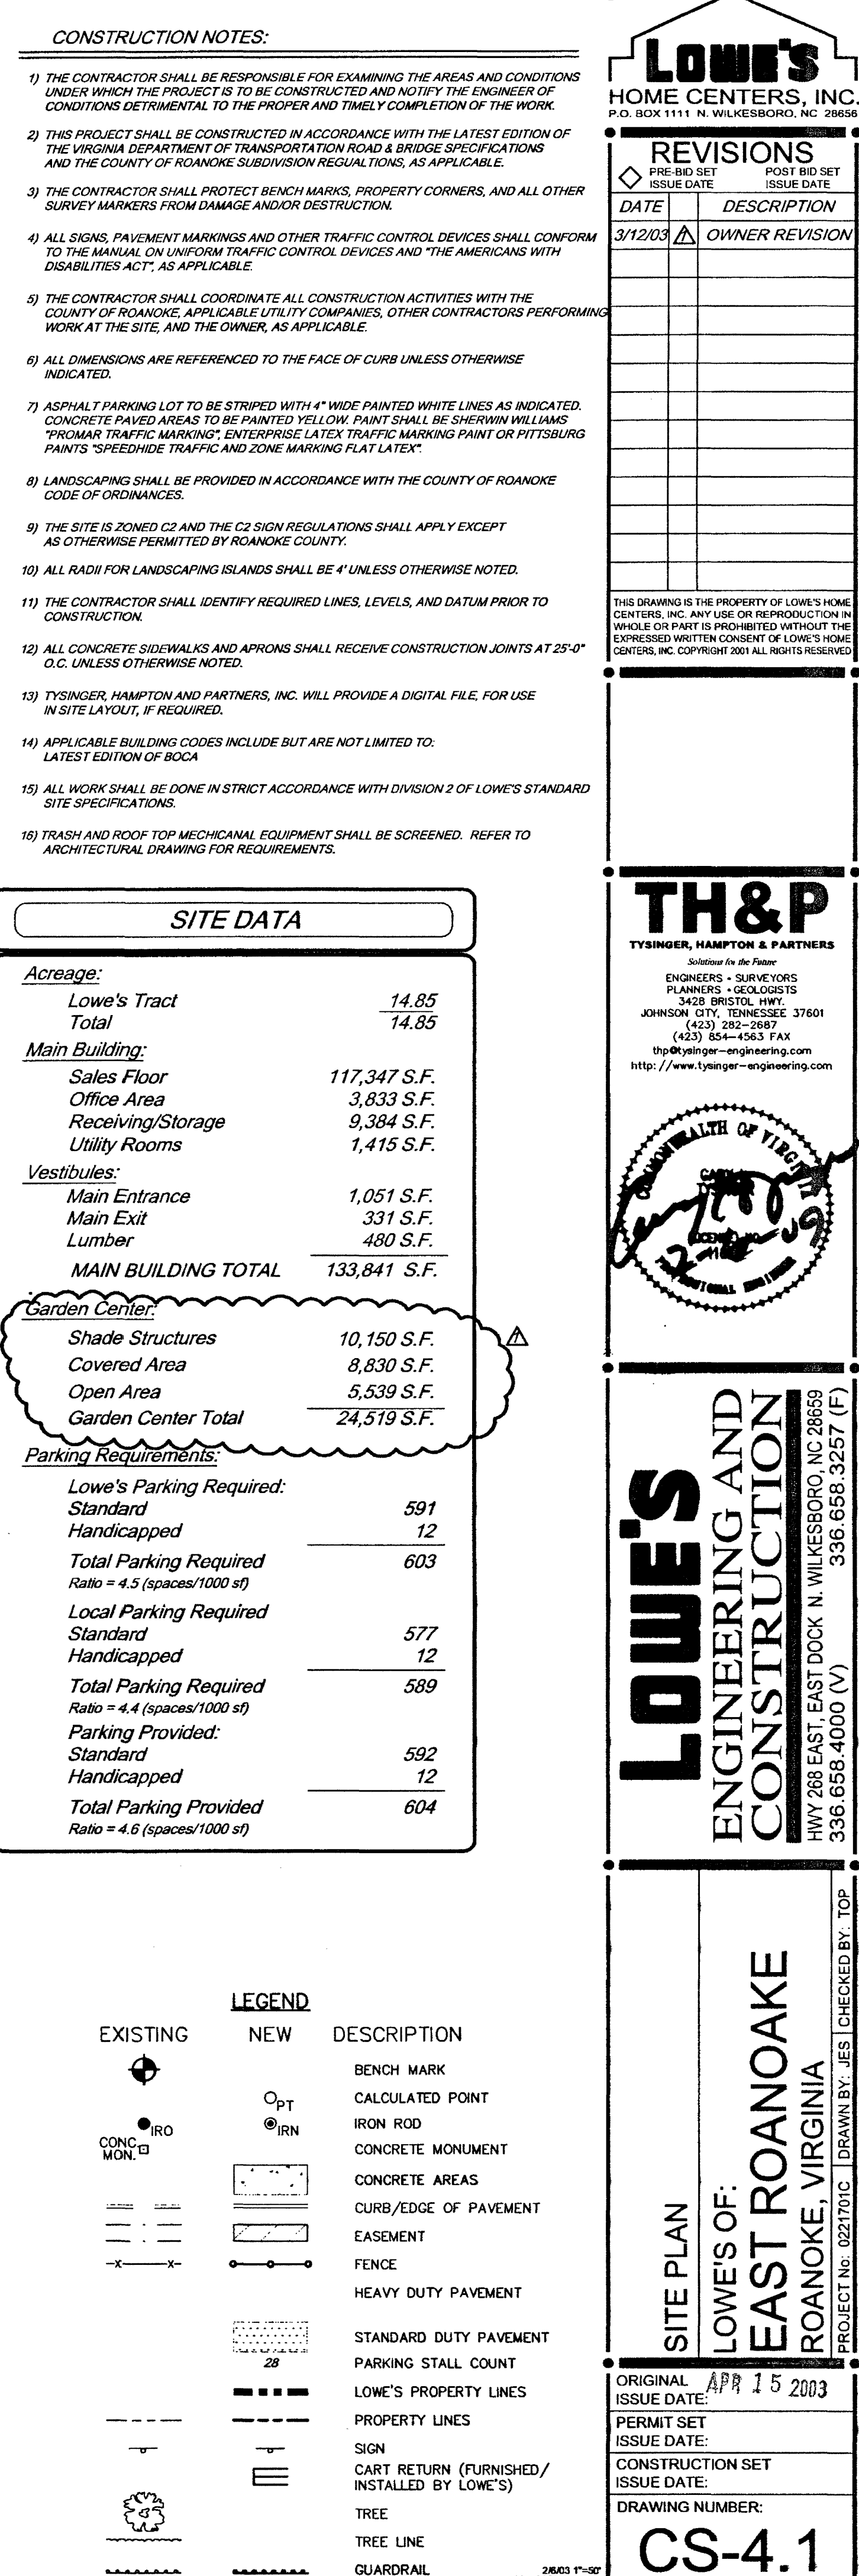 CONSTRUCTION NOTES:
1) THE CONTRACTOR SHALL BE RESPONSIBLE FOR EXAMINING THE AREAS AND CONDITIONS
UNDER WHICH THE PROJECT IS TO BE CONSTRUCTED AND NOTIFY THE ENGINEER OF
CONDITIONS DETRIMENTAL TO THE PROPER AND TIMELY COMPLETION OF THE WORK.
2) THIS PROJECT SHALL BE CONSTRUCTED IN ACCORDANCE WITH THE LATEST EDITION OF
THE VIRGINIA DEPARTMENT OF TRANSPORTATION ROAD & BRIDGE SPECIFICATIONS
AND THE COUNTY OF ROANOKE SUBDIVISION REGUALTIONS, AS APPLICABLE.
3) THE CONTRACTOR SHALL PROTECT BENCH MARKS, PROPERTY CORNERS, AND ALL OTHER
SURVEY MARKERS FROM DAMAGE AND/OR DESTRUCTION.
4) ALL SIGNS, PAVEMENT MARKINGS AND OTHER TRAFFIC CONTROL DEVICES SHALL CONFORM
TO THE MANUAL ON UNIFORM TRAFFIC CONTROL DEVICES AND "THE AMERICANS WITH
DISABILITIES ACT", AS APPLICABLE.
5) THE CONTRACTOR SHALL COORDINATE ALL CONSTRUCTION ACTIVITIES WITH THE
COUNTY OF ROANOKE, APPLICABLE UTILITY COMPANIES, OTHER CONTRACTORS PERFORMING
WORK AT THE SITE, AND THE OWNER, AS APPLICABLE.
6) ALL DIMENSIONS ARE REFERENCED TO THE FACE OF CURB UNLESS OTHERWISE
INDICATED.
7) ASPHALT PARKING LOT TO BE STRIPED WITH 4" WIDE PAINTED WHITE LINES AS INDICATED.
CONCRETE PAVED AREAS TO BE PAINTED YELLOW. PAINT SHALL BE SHERWIN WILLIAMS
"PROMAR TRAFFIC MARKING", ENTERPRISE LATEX TRAFFIC MARKING PAINT OR PITTSBURG
PAINTS "SPEEDHIDE TRAFFIC AND ZONE MARKING FLAT LATEX".
8) LANDSCAPING SHALL BE PROVIDED IN ACCORDANCE WITH THE COUNTY OF ROANOKE
CODE OF ORDINANCES.
9) THE SITE IS ZONED C2 AND THE C2 SIGN REGULATIONS SHALL APPLY EXCEPT
AS OTHERWISE PERMITTED BY ROANOKE COUNTY.
10) ALL RADII FOR LANDSCAPING ISLANDS SHALL BE 4' UNLESS OTHERWISE NOTED.
11) THE CONTRACTOR SHALL IDENTIFY REQUIRED LINES, LEVELS, AND DATUM PRIOR TO
CONSTRUCTION.
12) ALL CONCRETE SIDEWALKS AND APRONS SHALL RECEIVE CONSTRUCTION JOINTS AT 25'-0"
O.C. UNLESS OTHERWISE NOTED.
13) TYSINGER, HAMPTON AND PARTNERS, INC. WILL PROVIDE A DIGITAL FILE, FOR USE
IN SITE LAYOUT, IF REQUIRED.
14) APPLICABLE BUILDING CODES INCLUDE BUT ARE NOT LIMITED TO:
LATEST EDITION OF BOCA
15) ALL WORK SHALL BE DONE IN STRICT ACCORDANCE WITH DIVISION 2 OF LOWE'S STANDARD
SITE SPECIFICATIONS.
16) TRASH AND ROOF TOP MECHICANAL EQUIPMENT SHALL BE SCREENED. REFER TO
ARCHITECTURAL DRAWING FOR REQUIREMENTS.
SITE DATA
Acreage:
Lowe's Tract 14.85
Total 14.85
Main Building:
Sales Floor 117,347 S.F.
Office Area 3,833 S.F.
Receiving/Storage 9,384 S.F.
Utility Rooms 1,415 S.F.
Vestibules:
Main Entrance 1,051 S.F.
Main Exit 331 S.F.
Lumber 480 S.F.
MAIN BUILDING TOTAL 133,841 S.F.
Garden Center:
Shade Structures 10,150 S.F.
Covered Area 8,830 S.F.
Open Area 5,539 S.F.
Garden Center Total 24,519 S.F.
1
Parking Requirements:
Lowe's Parking Required:
Standard 591
Handicapped 12
Total Parking Required 603
Ratio = 4.5 (spaces/1000 sf)
Local Parking Required
Standard 577
Handicapped 12
Total Parking Required 589
Ratio = 4.4 (spaces/1000 sf)
Parking Provided:
Standard 592
Handicapped 12
Total Parking Provided 604
Ratio = 4.6 (spaces/1000 sf)
LEGEND
EXISTING NEW DESCRIPTION
BENCH MARK
PT CALCULATED POINT
IRO IRN IRON ROD
CONC. MON. CONCRETE MONUMENT
CONCRETE AREAS
CURB/EDGE OF PAVEMENT
EASEMENT
-x- -x- FENCE
HEAVY DUTY PAVEMENT
STANDARD DUTY PAVEMENT
28 PARKING STALL COUNT
LOWE'S PROPERTY LINES
PROPERTY LINES
SIGN
CART RETURN (FURNISHED/
INSTALLED BY LOWE'S)
TREE
TREE LINE
GUARDRAIL
2/6/03 1"=50'
LOWE'S
HOME CENTERS, INC.
P.O. BOX 1111 N. WILKESBORO, NC 28656
REVISIONS
PRE-BID SET ISSUE DATE
POST BID SET ISSUE DATE
DATE DESCRIPTION
3/12/03 1 OWNER REVISION
THIS DRAWING IS THE PROPERTY OF LOWE'S HOME
CENTERS, INC. ANY USE OR REPRODUCTION IN
WHOLE OR PART IS PROHIBITED WITHOUT THE
EXPRESSED WRITTEN CONSENT OF LOWE'S HOME
CENTERS, INC. COPYRIGHT 2001 ALL RIGHTS RESERVED
TH&P
TYSINGER, HAMPTON & PARTNERS
Solutions for the Future
ENGINEERS • SURVEYORS
PLANNERS • GEOLOGISTS
3428 BRISTOL HWY.
JOHNSON CITY, TENNESSEE 37601
(423) 282-2687
(423) 854-4563 FAX
thp@tysinger-engineering.com
http://www.tysinger-engineering.com
COMMONWEALTH OF VIRGINIA
PROFESSIONAL ENGINEER
LOWE'S
ENGINEERING AND
CONSTRUCTION
HWY 268 EAST, EAST DOCK N. WILKESBORO, NC 28659
336.658.4000 (V) 336.658.3257 (F)
SITE PLAN
LOWE'S OF:
EAST ROANOAKE
ROANOKE, VIRGINIA
PROJECT No: 0221701C DRAWN BY: JES CHECKED BY: TOP
ORIGINAL
ISSUE DATE: APR 15 2003
PERMIT SET
ISSUE DATE:
CONSTRUCTION SET
ISSUE DATE:
DRAWING NUMBER:
CS-4.1